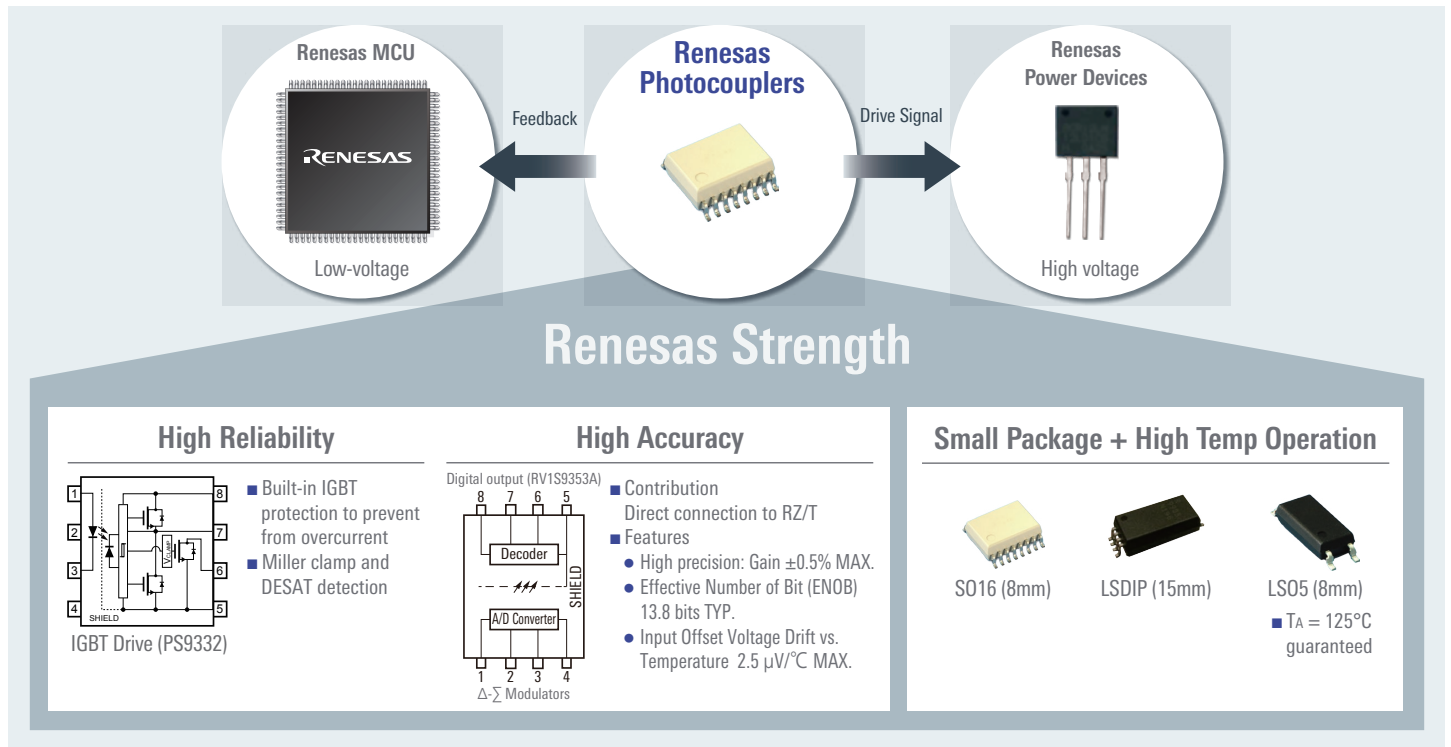 Renesas MCU
RENESAS
Low-voltage
Feedback
Renesas
Photocouplers
Drive Signal
Renesas
Power Devices
High voltage
Renesas Strength
High Reliability
1
2
3
4
8
7
6
5
VCLAMP
SHIELD
IGBT Drive (PS9332)
■ Built-in IGBT
protection to prevent
from overcurrent
■ Miller clamp and
DESAT detection
High Accuracy
Digital output (RV1S9353A)
8 7 6 5
Decoder
SHIELD
A/D Converter
1 2 3 4
Δ-∑ Modulators
■ Contribution
Direct connection to RZ/T
■ Features
● High precision: Gain ±0.5% MAX.
● Effective Number of Bit (ENOB)
13.8 bits TYP.
● Input Offset Voltage Drift vs.
Temperature 2.5 μV/℃ MAX.
Small Package + High Temp Operation
SO16 (8mm)
LSDIP (15mm)
LSO5 (8mm)
■ TA = 125°C
guaranteed